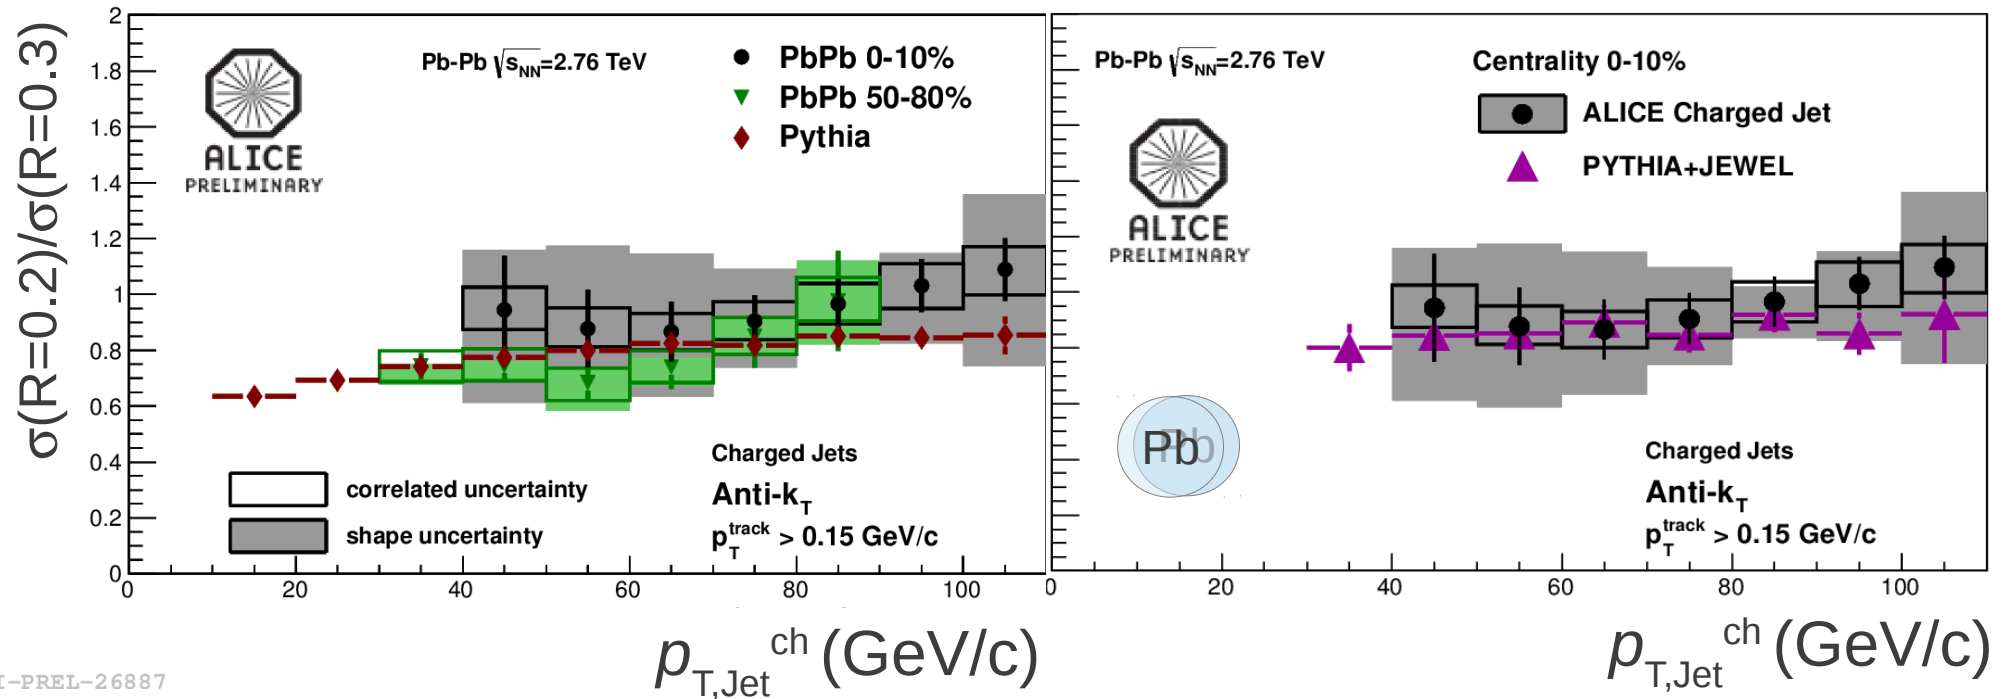 σ(R=0.2)/σ(R=0.3)
2
1.8
1.6
1.4
1.2
1
0.8
0.6
0.4
0.2
0
ALICE
PRELIMINARY
Pb-Pb √sNN=2.76 TeV
PbPb 0-10%
PbPb 50-80%
Pythia
correlated uncertainty
shape uncertainty
Charged Jets
Anti-kT
pTtrack > 0.15 GeV/c
0 20 40 60 80 100
pT,Jetch (GeV/c)
Pb-Pb √sNN=2.76 TeV
ALICE
PRELIMINARY
Centrality 0-10%
ALICE Charged Jet
PYTHIA+JEWEL
Pb Pb
Charged Jets
Anti-kT
pTtrack > 0.15 GeV/c
0 20 40 60 80 100
pT,Jetch (GeV/c)
I-PREL-26887